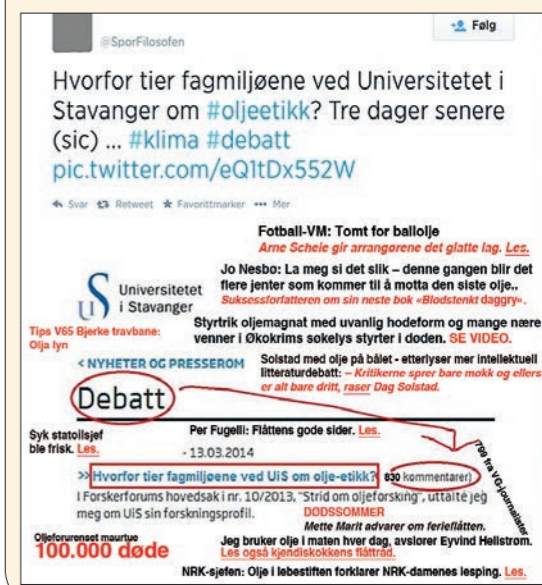 @SporFilosofen
Følg
Hvorfor tier fagmiljøene ved Universitetet i
Stavanger om #oljeetikk? Tre dager senere
(sic) ... #klima #debatt
pic.twitter.com/eQ1tDx552W
Svar Retweet Favorittmarker Mer
Fotball-VM: Tomt for ballolje
Arne Scheie gir arrangørene det glatte lag. Les.
Jo Nesbo: La meg si det slik – denne gangen blir det
flere jenter som kommer til å motta den siste olje..
Suksessforfatteren om sin neste bok «Blodstenkt daggry».
Universitetet
i Stavanger
UiS
Tips V65 Bjerke travbane:
Olja lyn
Styrtrik oljemagnat med uvanlig hodeform og mange nære
venner i Økokrims søkelys styrter i doden. SE VIDEO.
< NYHETER OG PRESSEROM
Solstad med olje på bålet - etterlyser mer intellektuell
litteraturdebatt: – Kritikerne sprer bare møkk og ellers
er alt bare dritt, raser Dag Solstad.
Debatt
Syk statoilsjef
ble frisk. Les.
Per Fugelli: Flåttens gode sider. Les.
- 13.03.2014
>>Hvorfor tier fagmiljøene ved UiS om olje-etikk? 830 kommentarer)
799 fra VG-journalister
I Forskerforums hovedsak i nr. 10/2013, "Strid om oljeforsking", uttalte jeg
meg om UiS sin forskningsprofil.
DØDSSOMMER
Mette Marit advarer om ferieflåtten.
Oljeforurenset maurtue
100.000 døde
Jeg bruker olje i maten hver dag, avslorer Eyvind Hellstrøm.
Les også kjendiskokkens flåttråd.
NRK-sjefen: Olje i lebestiften forklarer NRK-damenes lesping. Les.